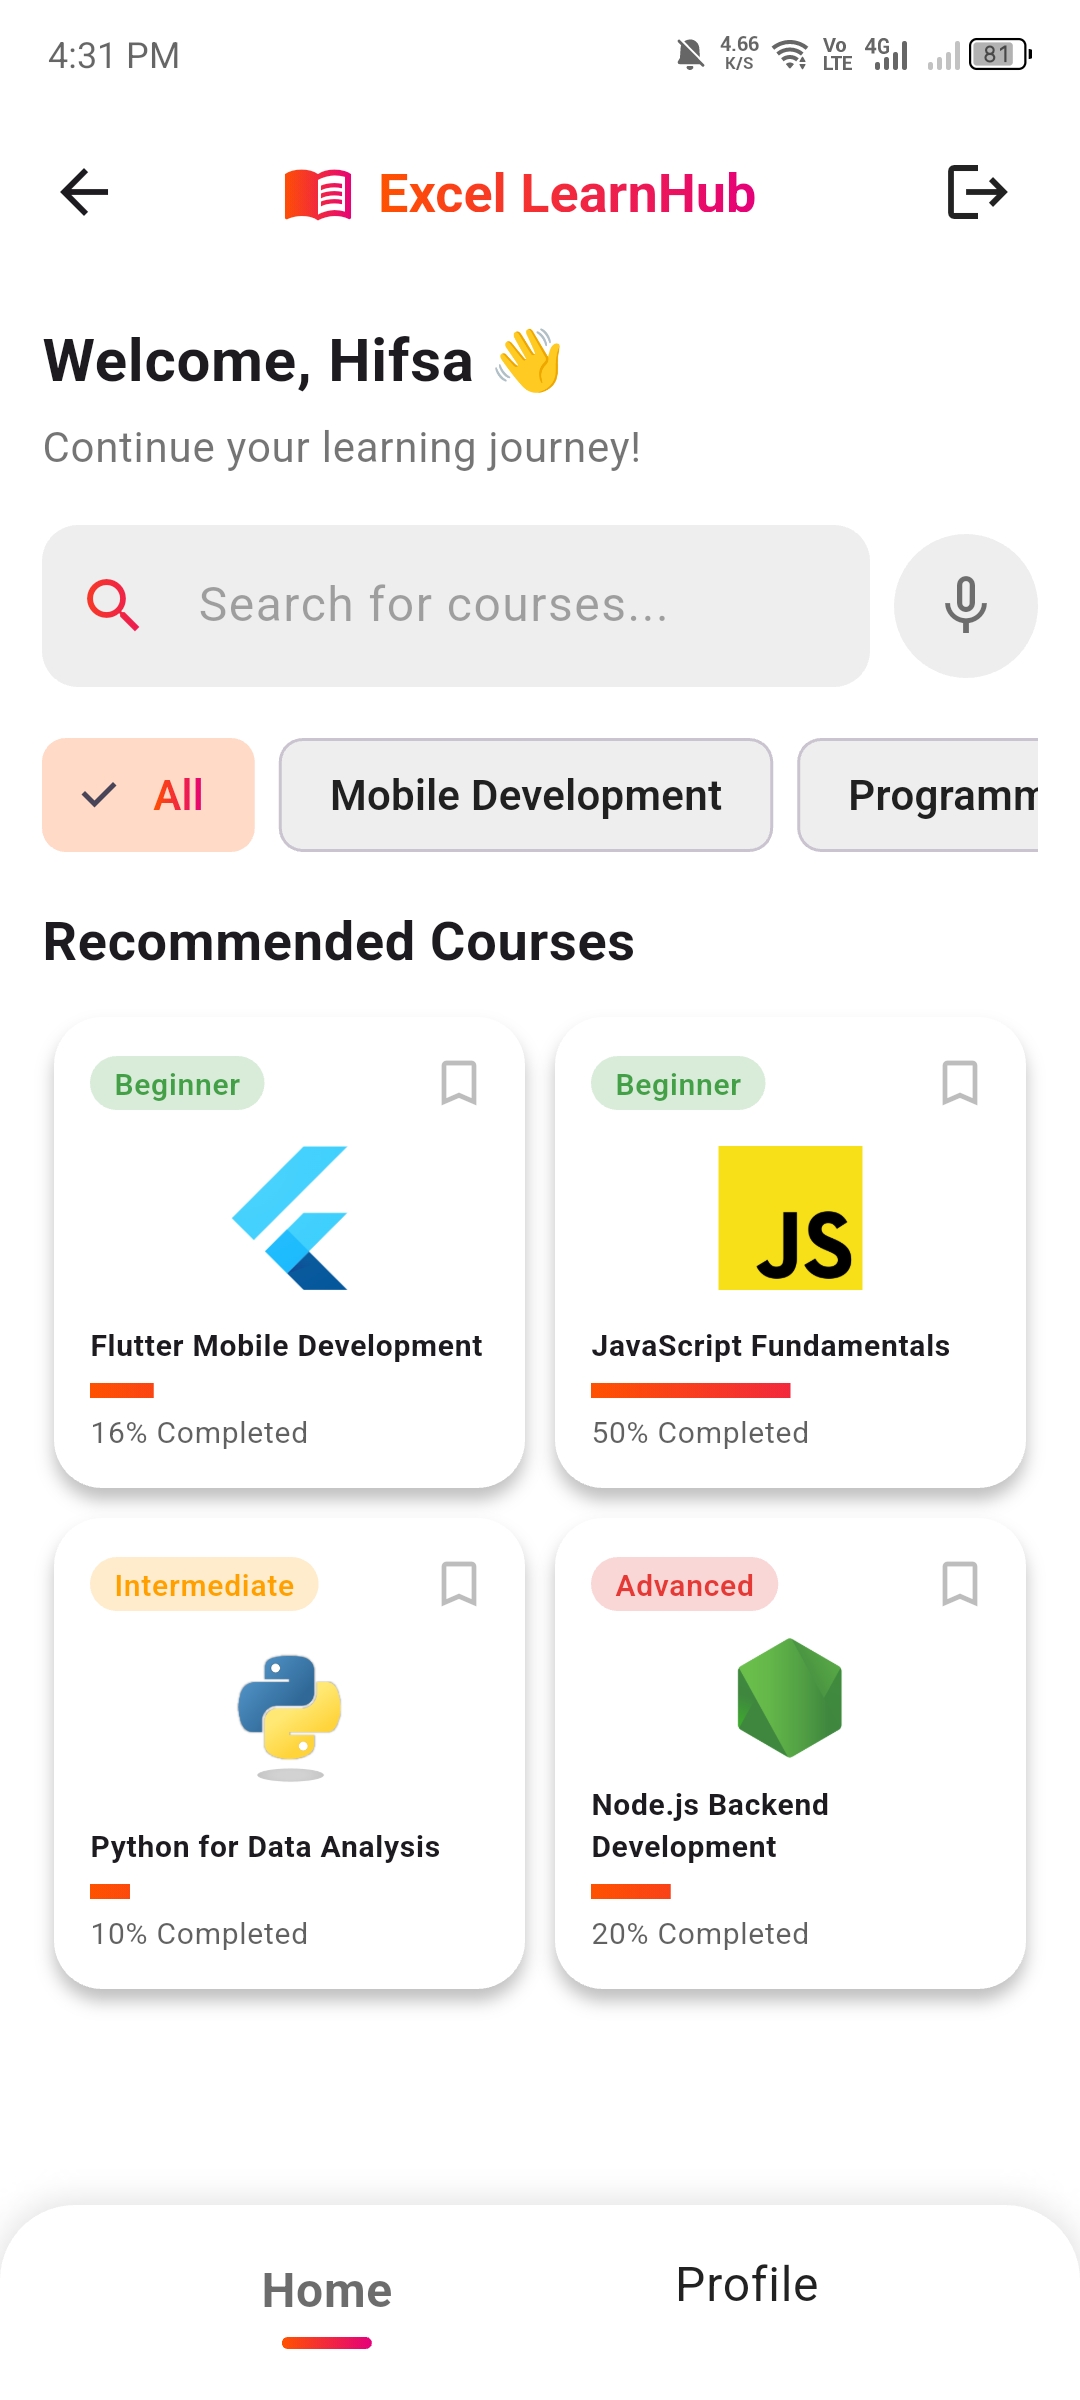 4:31 PM
4.66
K/S
Vo
LTE
4G
81
Excel LearnHub
Welcome, Hifsa 👋
Continue your learning journey!
Search for courses...
All
Mobile Development
Programm
Recommended Courses
Beginner
Flutter Mobile Development
16% Completed
Beginner
JS
JavaScript Fundamentals
50% Completed
Intermediate
Python for Data Analysis
10% Completed
Advanced
Node.js Backend
Development
20% Completed
Home
Profile